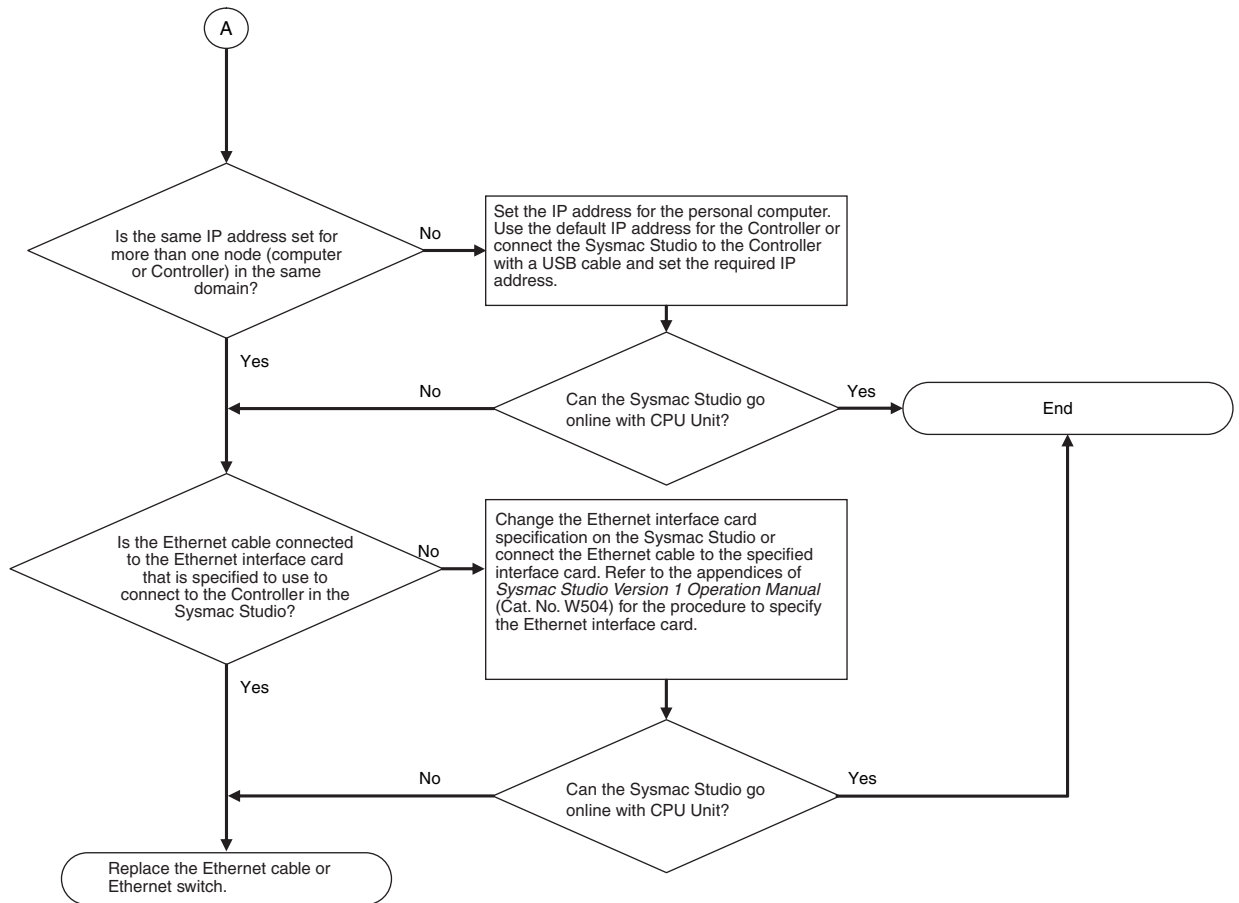 A
Is the same IP address set for
more than one node (computer
or Controller) in the same
domain?
No
Set the IP address for the personal computer.
Use the default IP address for the Controller or
connect the Sysmac Studio to the Controller
with a USB cable and set the required IP
address.
Yes
No
Can the Sysmac Studio go
online with CPU Unit?
Yes
End
Is the Ethernet cable connected
to the Ethernet interface card
that is specified to use to
connect to the Controller in the
Sysmac Studio?
No
Change the Ethernet interface card
specification on the Sysmac Studio or
connect the Ethernet cable to the specified
interface card. Refer to the appendices of
Sysmac Studio Version 1 Operation Manual
(Cat. No. W504) for the procedure to specify
the Ethernet interface card.
Yes
No
Can the Sysmac Studio go
online with CPU Unit?
Yes
Replace the Ethernet cable or
Ethernet switch.